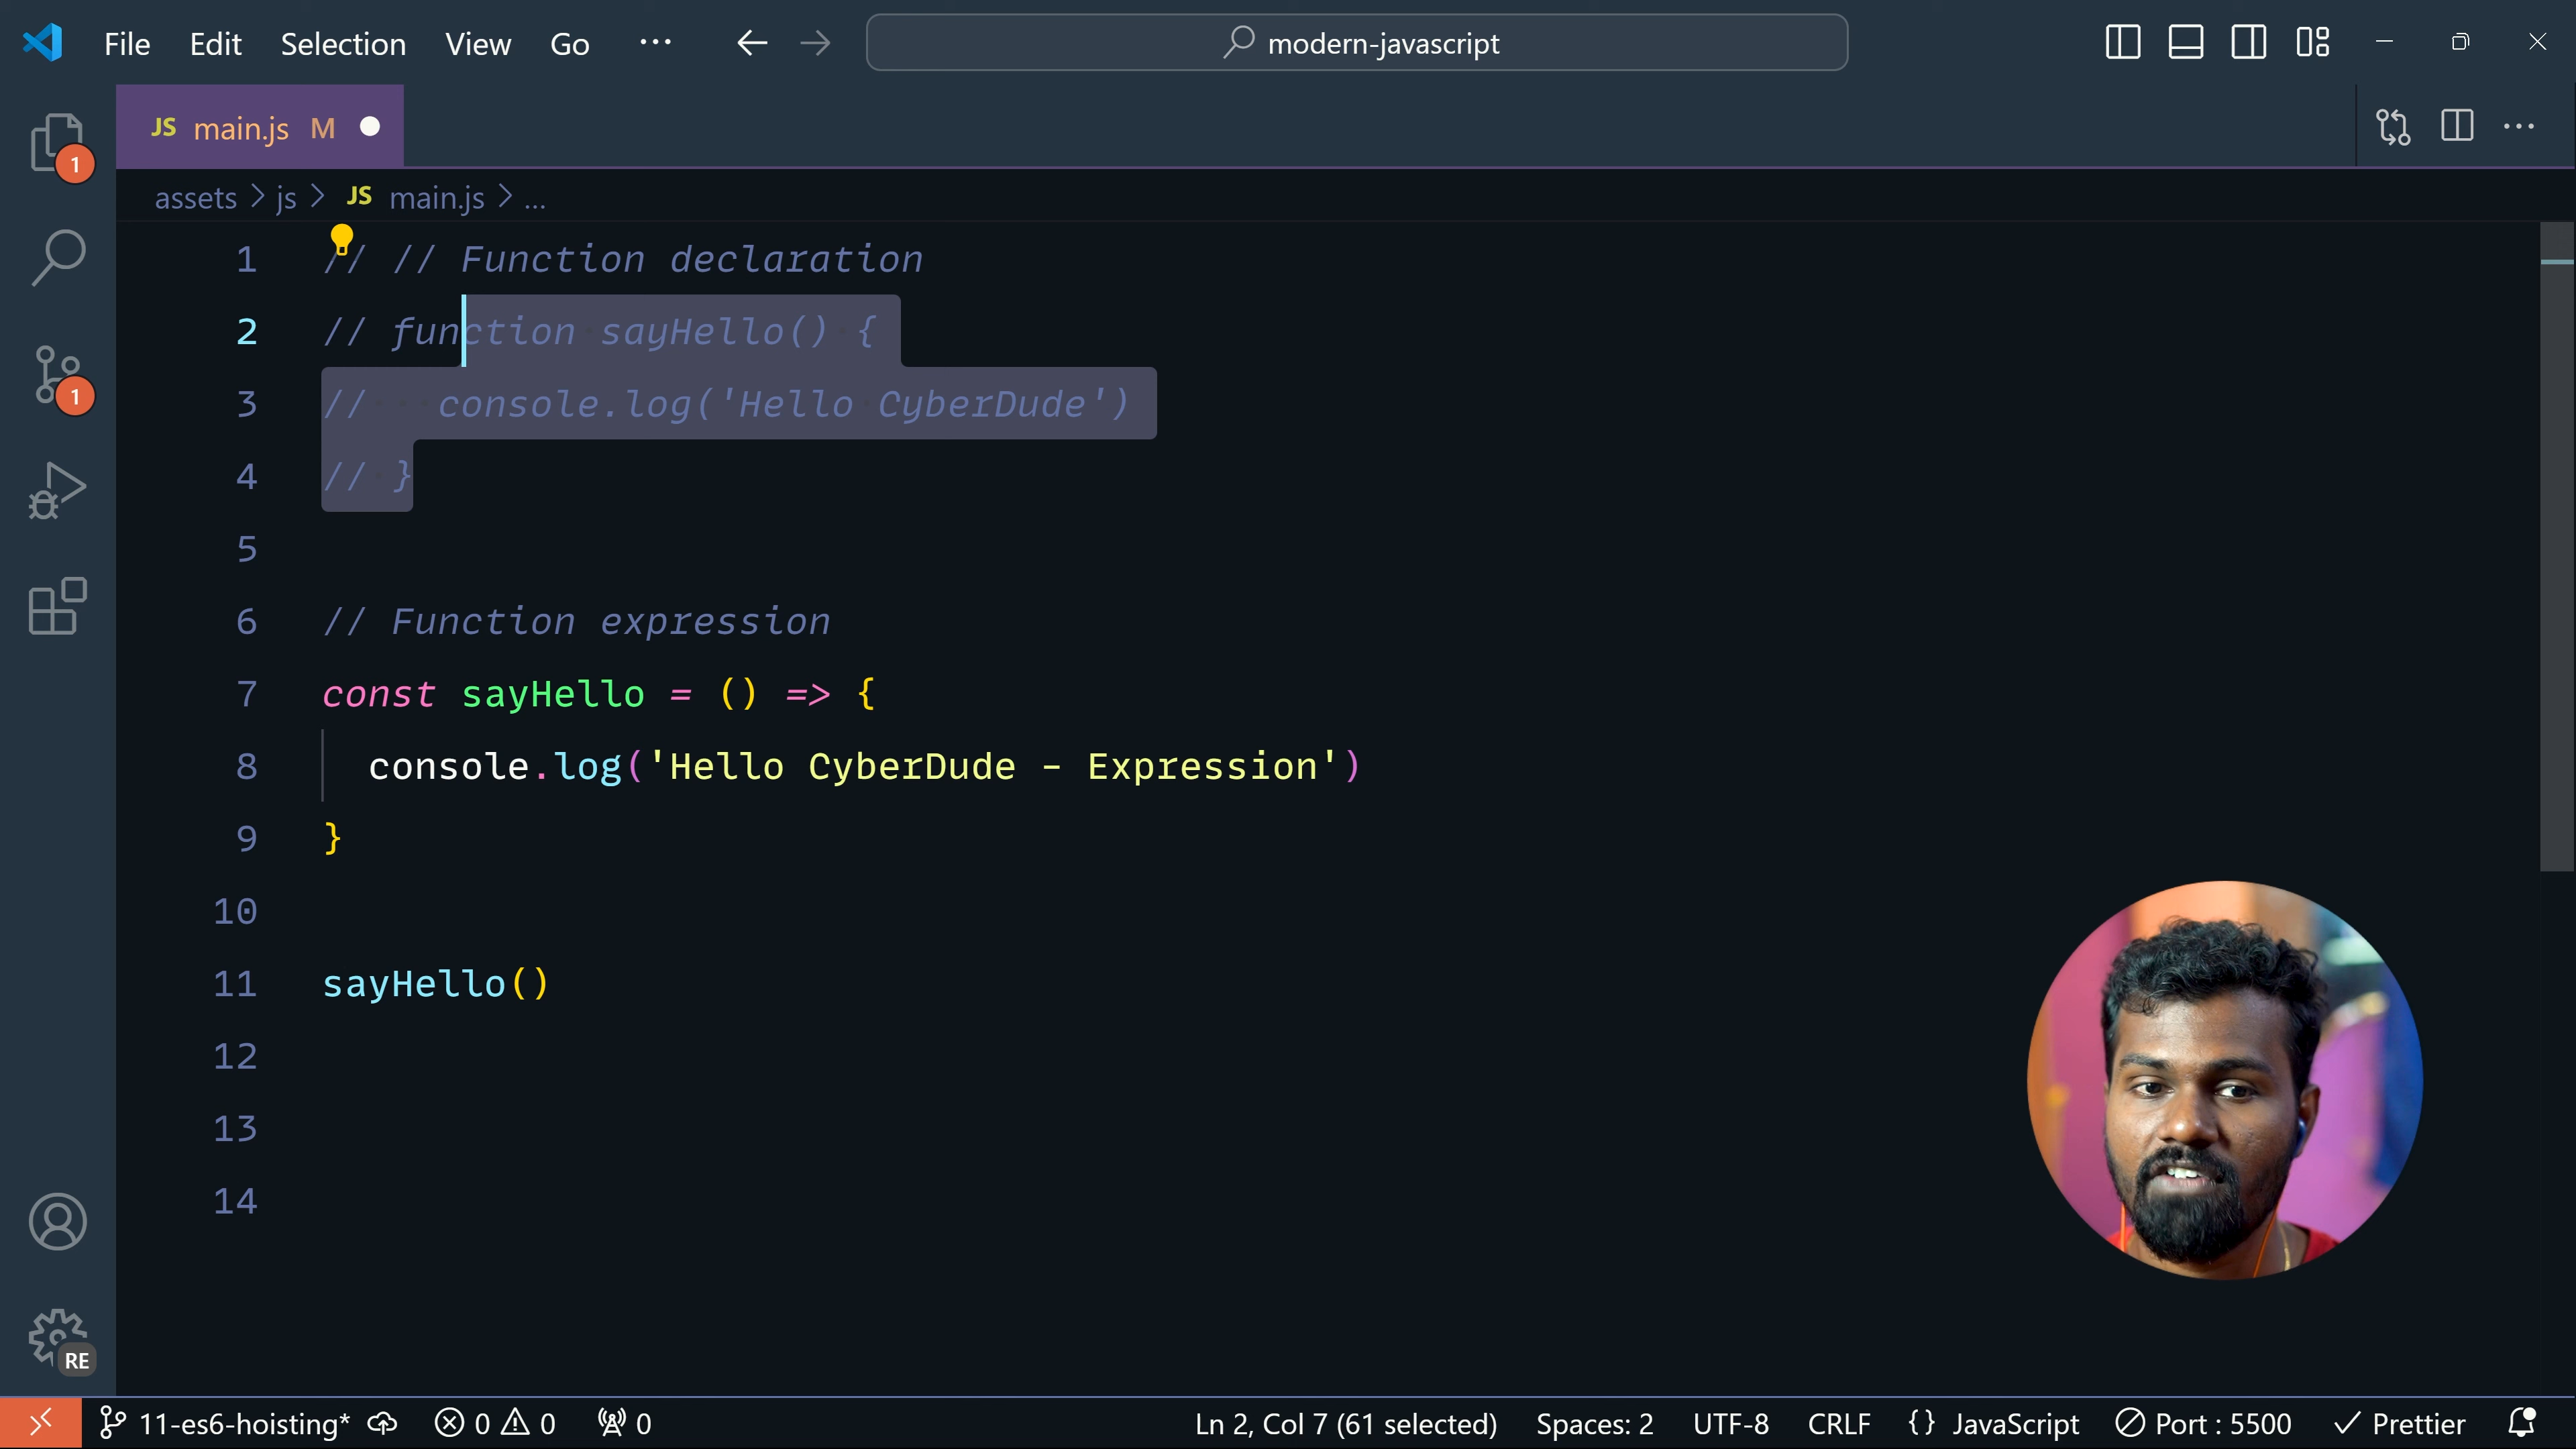 File Edit Selection View Go ··· modern-javascript
JS main.js M
1
assets > js > JS main.js > ...
1 // // Function declaration
2 // function sayHello() {
3 //   console.log('Hello CyberDude')
1
4 // }
5
6 // Function expression
7 const sayHello = () => {
8   console.log('Hello CyberDude - Expression')
9 }
10
11 sayHello()
12
13
14
RE
11-es6-hoisting* 0 0 0 Ln 2, Col 7 (61 selected) Spaces: 2 UTF-8 CRLF {} JavaScript Port : 5500 Prettier